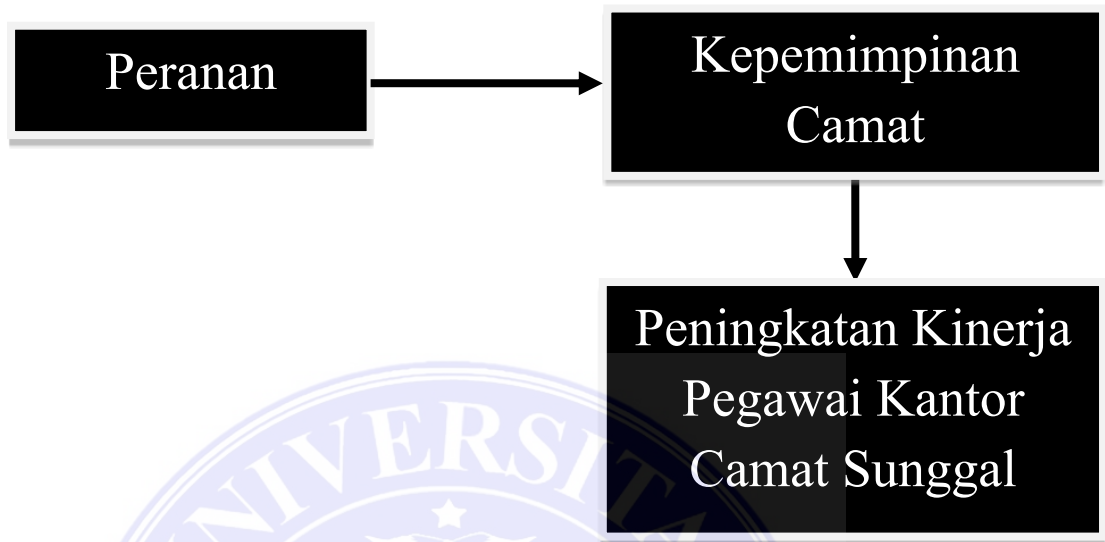 Peranan
Kepemimpinan
Camat
Peningkatan Kinerja
Pegawai Kantor
Camat Sunggal